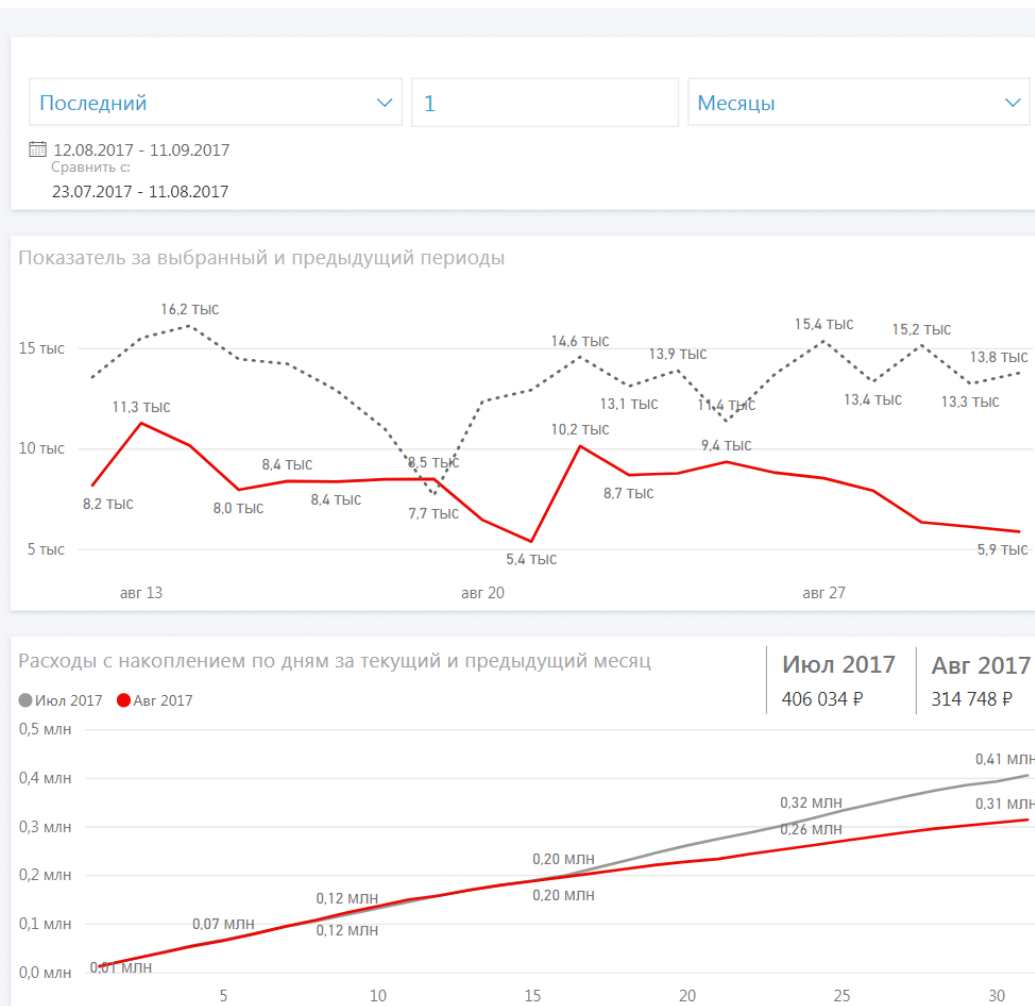 Последний 1 Месяцы
12.08.2017 - 11.09.2017
Сравнить с:
23.07.2017 - 11.08.2017
Показатель за выбранный и предыдущий периоды
16,2 тыс
15,4 тыс
15,2 тыс
14,6 тыс
15 тыс
13,9 тыс
13,8 тыс
11,3 тыс
13,1 тыс
11,4 тыс
13,4 тыс
13,3 тыс
10,2 тыс
10 тыс
9,4 тыс
8,4 тыс
8,5 тыс
8,2 тыс
8,0 тыс
8,4 тыс
7,7 тыс
8,7 тыс
5 тыс
5,4 тыс
5,9 тыс
авг 13 авг 20 авг 27
Расходы с накоплением по дням за текущий и предыдущий месяц
Июл 2017 Авг 2017
406 034 ₽ 314 748 ₽
Июл 2017 Авг 2017
0,5 млн
0,41 млн
0,4 млн
0,32 млн
0,31 млн
0,3 млн
0,26 млн
0,20 млн
0,2 млн
0,20 млн
0,12 млн
0,1 млн
0,07 млн
0,12 млн
0,0 млн
0,01 млн
5 10 15 20 25 30